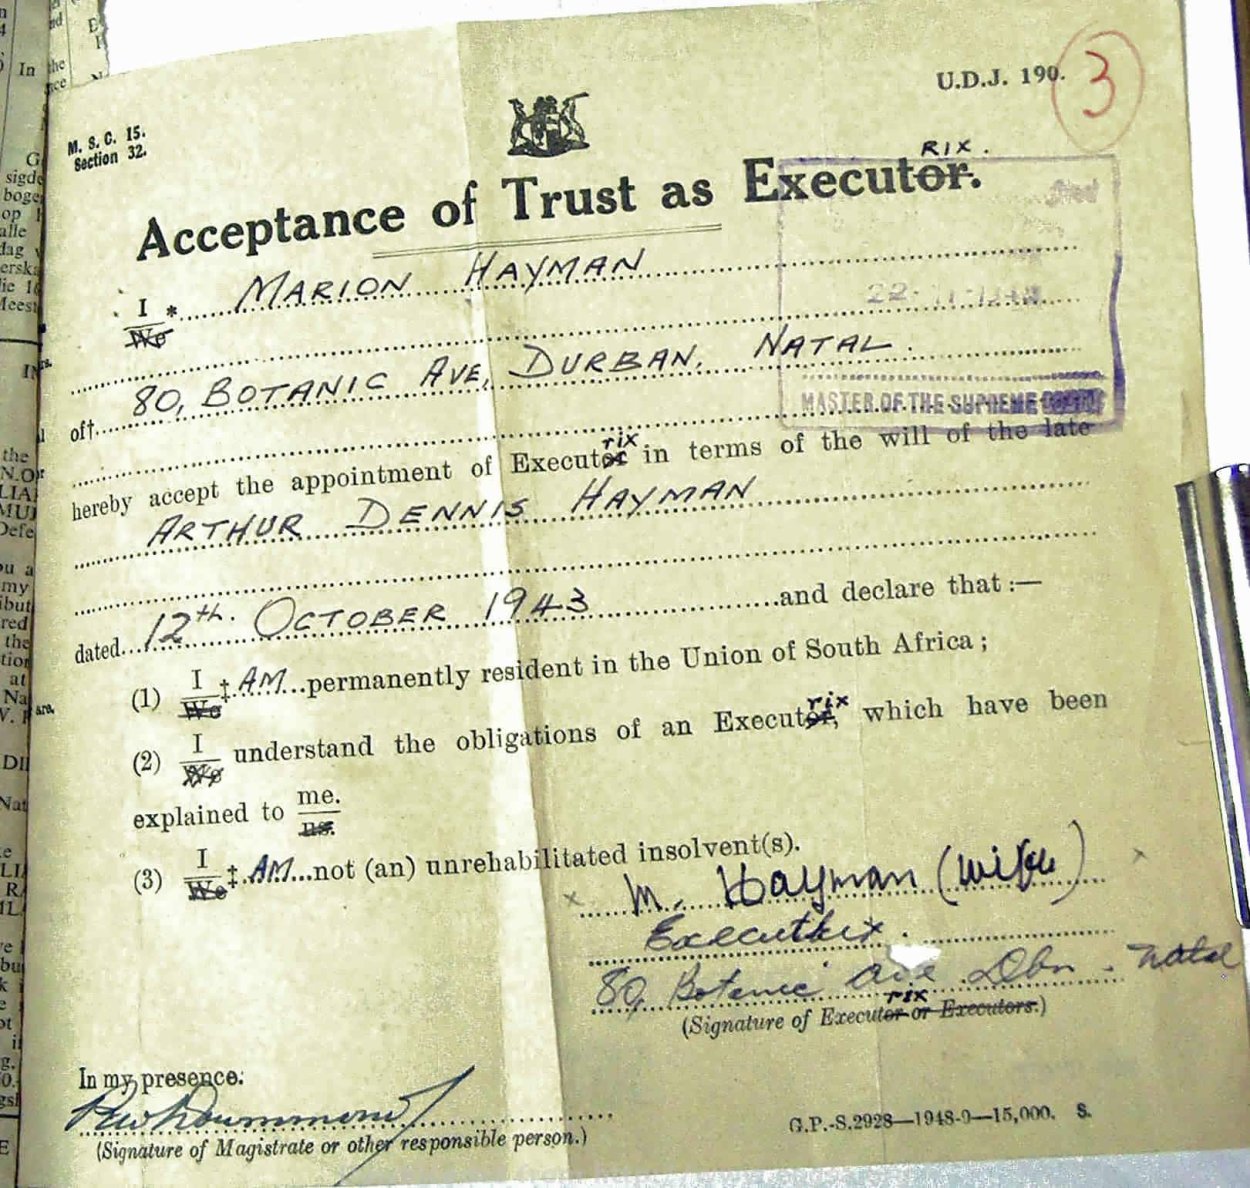 U.D.J. 190.
3
M. S. C. 15.
Section 32.
RIX.
Acceptance of Trust as Executor.
I
We
* MARION HAYMAN
22
80, BOTANIC AVE, DURBAN, NATAL.
of†
MASTER OF THE SUPREME COURT
rix
hereby accept the appointment of Executor in terms of the will of the late
ARTHUR DENNIS HAYMAN
dated 12th. OCTOBER 1943 and declare that :—
(1) I
We
‡ AM permanently resident in the Union of South Africa ;
rix
(2) I
We
understand the obligations of an Executor, which have been
explained to me.
us.
(3) I
We
‡ AM not (an) unrehabilitated insolvent(s).
x M. Hayman (wife) x
Executrix.
80, Botanic Ave Dbn. Natal
rix
(Signature of Executor or Executors.)
In my presence:
(Signature of Magistrate or other responsible person.)
G.P.-S.2928—1948-9—15,000. S.